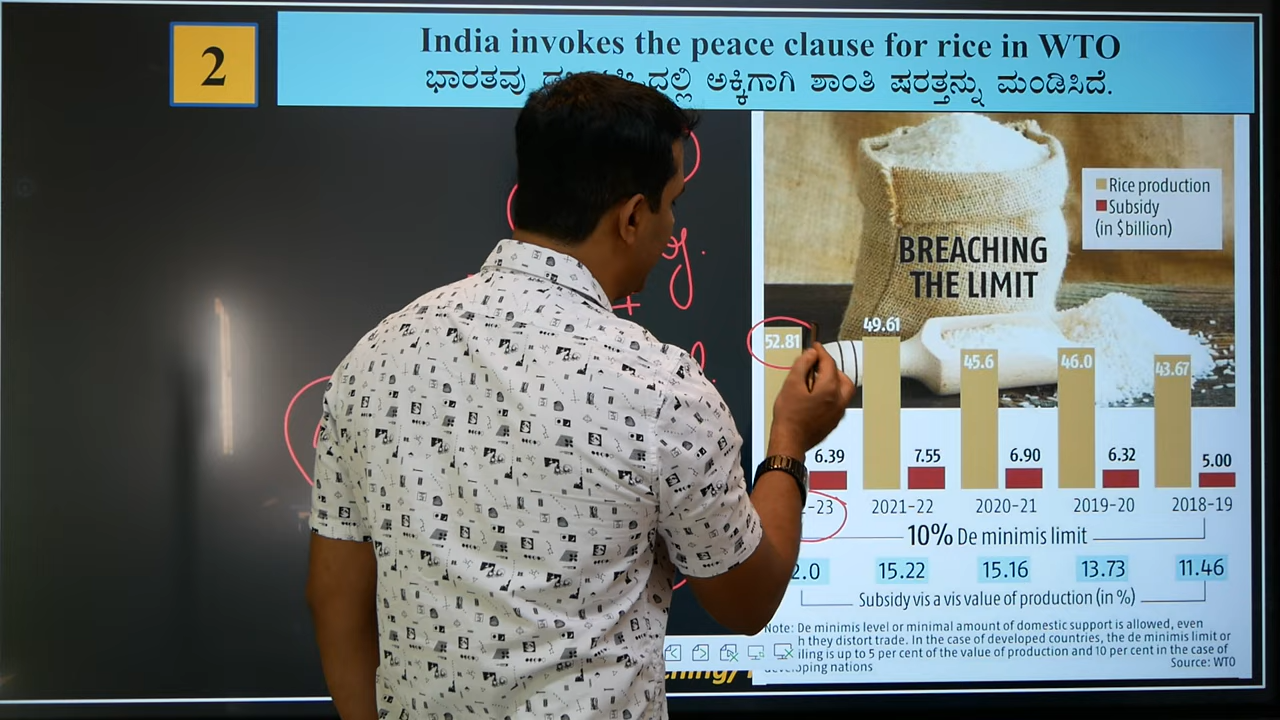 2
India invokes the peace clause for rice in WTO
ಭಾರತವು ಅಕ್ಕಿಗಾಗಿ ಶಾಂತಿ ಷರತ್ತನ್ನು ಮಂಡಿಸಿದೆ.
Rice production
Subsidy
(in $billion)
BREACHING
THE LIMIT
52.81 49.61 45.6 46.0 43.67
6.39 7.55 6.90 6.32 5.00
-23 2021-22 2020-21 2019-20 2018-19
10% De minimis limit
2.0 15.22 15.16 13.73 11.46
Subsidy vis a vis value of production (in %)
Note: De minimis level or minimal amount of domestic support is allowed, even
h they distort trade. In the case of developed countries, the de minimis limit or
iling is up to 5 per cent of the value of production and 10 per cent in the case of
developing nations Source: WTO